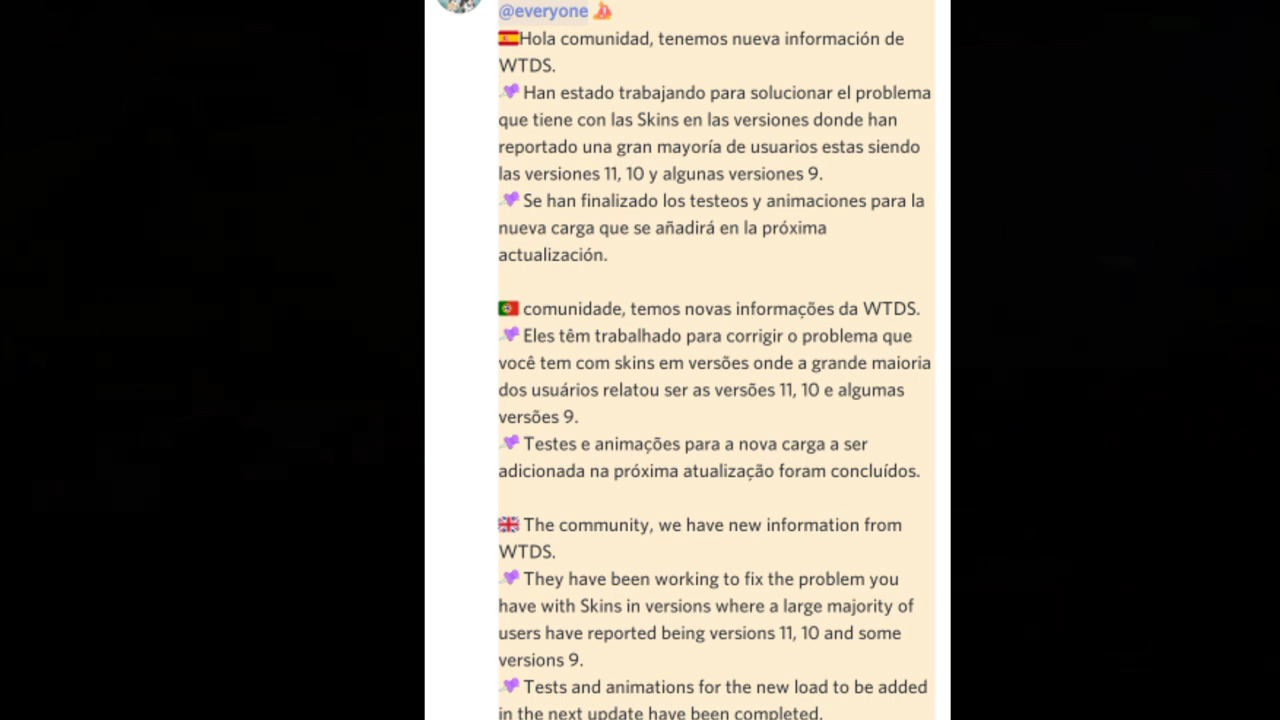 @everyone
Hola comunidad, tenemos nueva información de
WTDS.
Han estado trabajando para solucionar el problema
que tiene con las Skins en las versiones donde han
reportado una gran mayoría de usuarios estas siendo
las versiones 11, 10 y algunas versiones 9.
Se han finalizado los testeos y animaciones para la
nueva carga que se añadirá en la próxima
actualización.
comunidade, temos novas informações da WTDS.
Eles têm trabalhado para corrigir o problema que
você tem com skins em versões onde a grande maioria
dos usuários relatou ser as versões 11, 10 e algumas
versões 9.
Testes e animações para a nova carga a ser
adicionada na próxima atualização foram concluídos.
The community, we have new information from
WTDS.
They have been working to fix the problem you
have with Skins in versions where a large majority of
users have reported being versions 11, 10 and some
versions 9.
Tests and animations for the new load to be added
in the next update have been completed.